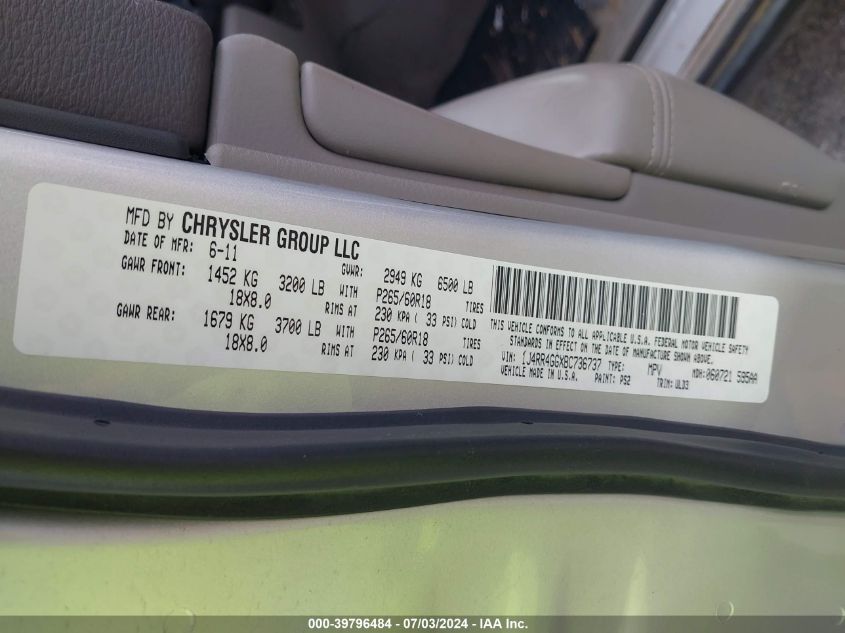 MFD BY CHRYSLER GROUP LLC
DATE OF MFR: 6-11 GVWR: 2949 KG 6500 LB
GAWR FRONT: 1452 KG 3200 LB WITH P265/60R18 TIRES
18X8.0 RIMS AT 230 KPA ( 33 PSI) COLD
GAWR REAR: 1679 KG 3700 LB WITH P265/60R18 TIRES
18X8.0 RIMS AT 230 KPA ( 33 PSI) COLD
THIS VEHICLE CONFORMS TO ALL APPLICABLE U.S.A. FEDERAL MOTOR VEHICLE SAFETY
STANDARDS IN EFFECT ON THE DATE OF MANUFACTURE SHOWN ABOVE.
VIN: 1J4RR4GGXBC736737 TYPE: MPV MDH: 060721 595AA
VEHICLE MADE IN U.S.A. PAINT: PS2 TRIM: ULD3
000-39796484 / 07/03/2024 - IAA Inc.